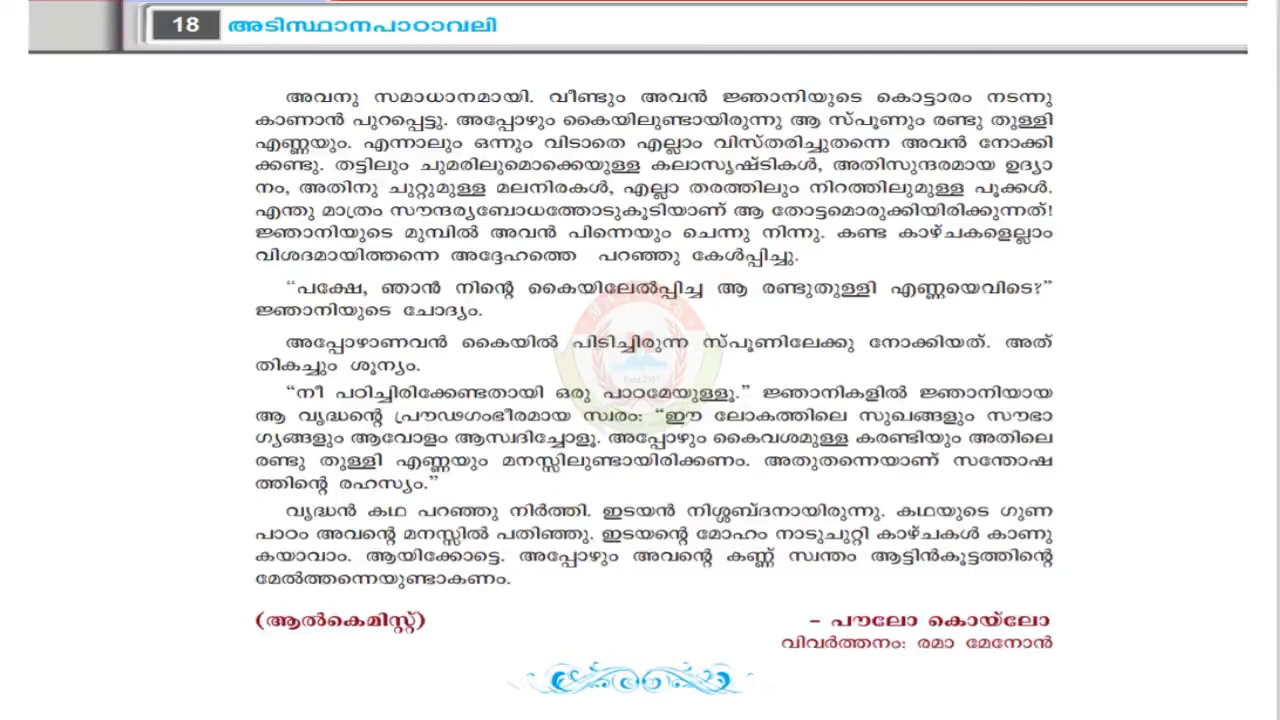 18 അടിസ്ഥാനപാഠാവലി
അവനു സമാധാനമായി. വീണ്ടും അവൻ ജ്ഞാനിയുടെ കൊട്ടാരം നടന്നു
കാണാൻ പുറപ്പെട്ടു. അപ്പോഴും കൈയിലുണ്ടായിരുന്നു ആ സ്പൂണും രണ്ടു തുള്ളി
എണ്ണയും. എന്നാലും ഒന്നും വിടാതെ എല്ലാം വിസ്തരിച്ചുതന്നെ അവൻ നോക്കി
ക്കണ്ടു. തട്ടിലും ചുമരിലുമൊക്കെയുള്ള കലാസൃഷ്ടികൾ, അതിസുന്ദരമായ ഉദ്യാ
നം, അതിനു ചുറ്റുമുള്ള മലനിരകൾ, എല്ലാ തരത്തിലും നിറത്തിലുമുള്ള പൂക്കൾ.
എന്തു മാത്രം സൗന്ദര്യബോധത്തോടുകൂടിയാണ് ആ തോട്ടമൊരുക്കിയിരിക്കുന്നത്!
ജ്ഞാനിയുടെ മുമ്പിൽ അവൻ പിന്നെയും ചെന്നു നിന്നു. കണ്ട കാഴ്ചകളെല്ലാം
വിശദമായിത്തന്നെ അദ്ദേഹത്തെ പറഞ്ഞു കേൾപ്പിച്ചു.
“പക്ഷേ, ഞാൻ നിന്റെ കൈയിലേൽപ്പിച്ച ആ രണ്ടുതുള്ളി എണ്ണയെവിടെ?”
ജ്ഞാനിയുടെ ചോദ്യം.
അപ്പോഴാണവൻ കൈയിൽ പിടിച്ചിരുന്ന സ്പൂണിലേക്കു നോക്കിയത്. അത്
തികച്ചും ശൂന്യം.
“നീ പഠിച്ചിരിക്കേണ്ടതായി ഒരു പാഠമേയുള്ളൂ.” ജ്ഞാനികളിൽ ജ്ഞാനിയായ
ആ വൃദ്ധന്റെ പ്രൗഢഗംഭീരമായ സ്വരം: “ഈ ലോകത്തിലെ സുഖങ്ങളും സൗഭാ
ഗ്യങ്ങളും ആവോളം ആസ്വദിച്ചോളൂ. അപ്പോഴും കൈവശമുള്ള കരണ്ടിയും അതിലെ
രണ്ടു തുള്ളി എണ്ണയും മനസ്സിലുണ്ടായിരിക്കണം. അതുതന്നെയാണ് സന്തോഷ
ത്തിന്റെ രഹസ്യം.”
വൃദ്ധൻ കഥ പറഞ്ഞു നിർത്തി. ഇടയൻ നിശ്ശബ്ദനായിരുന്നു. കഥയുടെ ഗുണ
പാഠം അവന്റെ മനസ്സിൽ പതിഞ്ഞു. ഇടയന്റെ മോഹം നാടുചുറ്റി കാഴ്ചകൾ കാണു
കയാവാം. ആയിക്കോട്ടെ. അപ്പോഴും അവന്റെ കണ്ണ് സ്വന്തം ആട്ടിൻകൂട്ടത്തിന്റെ
മേൽത്തന്നെയുണ്ടാകണം.
(ആൽകെമിസ്റ്റ്) – പൗലോ കൊയ്ലോ
വിവർത്തനം: രമാ മേനോൻ